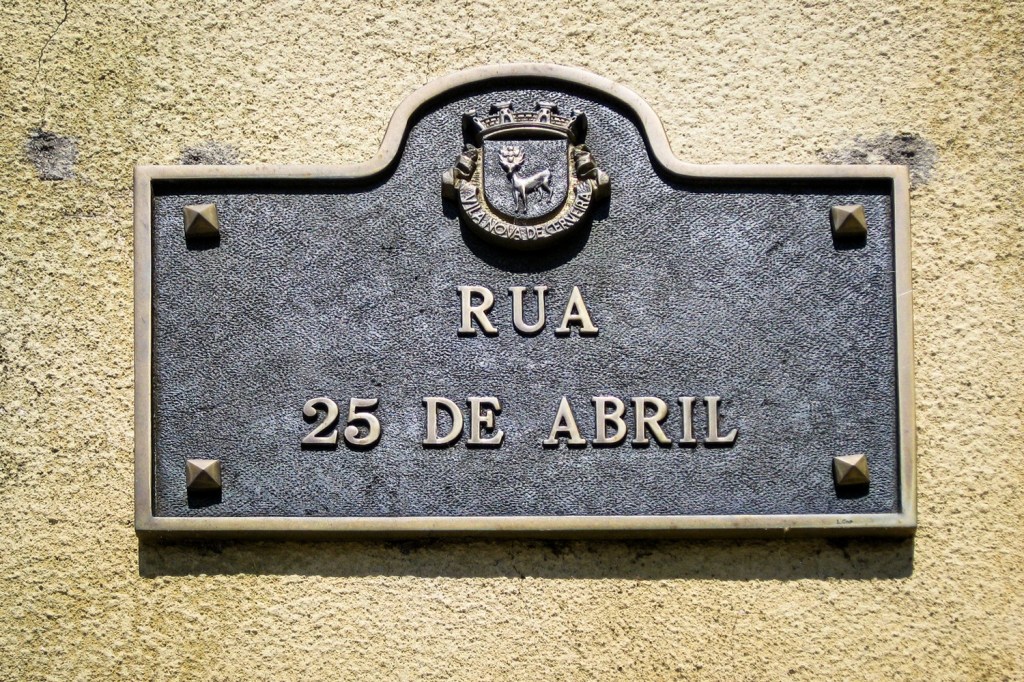 VILA NOVA DE CERVEIRA
RUA
25 DE ABRIL